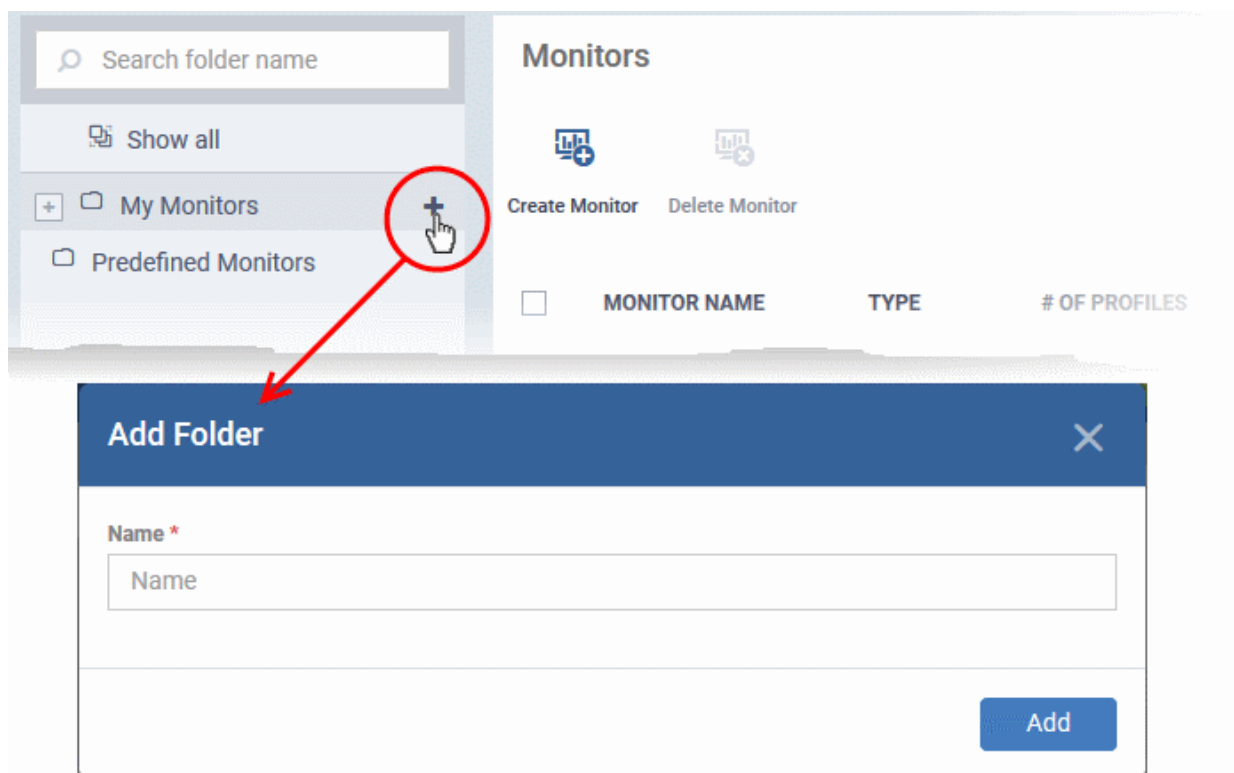 Search folder name
Monitors
Show all
My Monitors
Create Monitor Delete Monitor
Predefined Monitors
MONITOR NAME TYPE # OF PROFILES
Add Folder
Name *
Name
Add